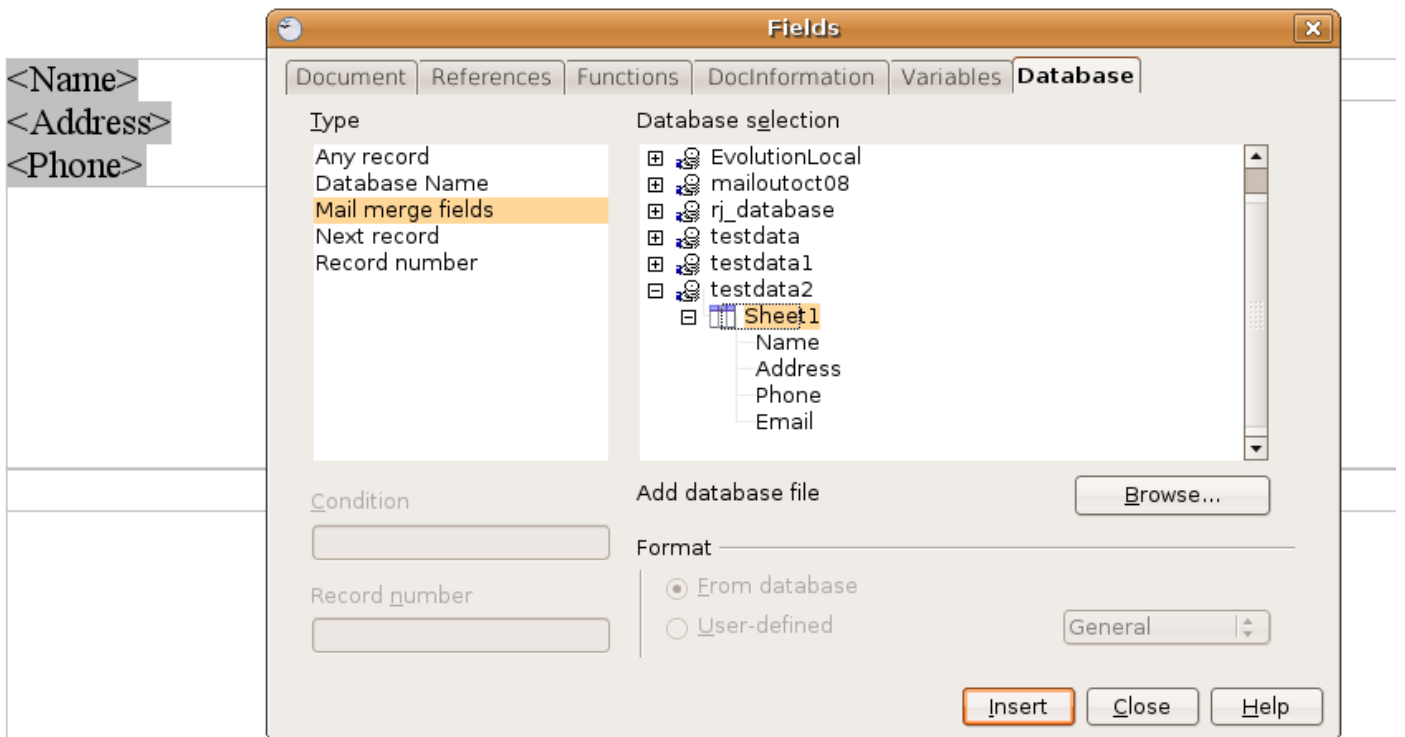 Fields
<Name>
<Address>
<Phone>
Document References Functions DocInformation Variables Database
Type
Any record
Database Name
Mail merge fields
Next record
Record number
Condition
Record number
Database selection
EvolutionLocal
mailoutoct08
rj_database
testdata
testdata1
testdata2
Sheet1
Name
Address
Phone
Email
Add database file
Browse...
Format
From database
User-defined
General
Insert Close Help